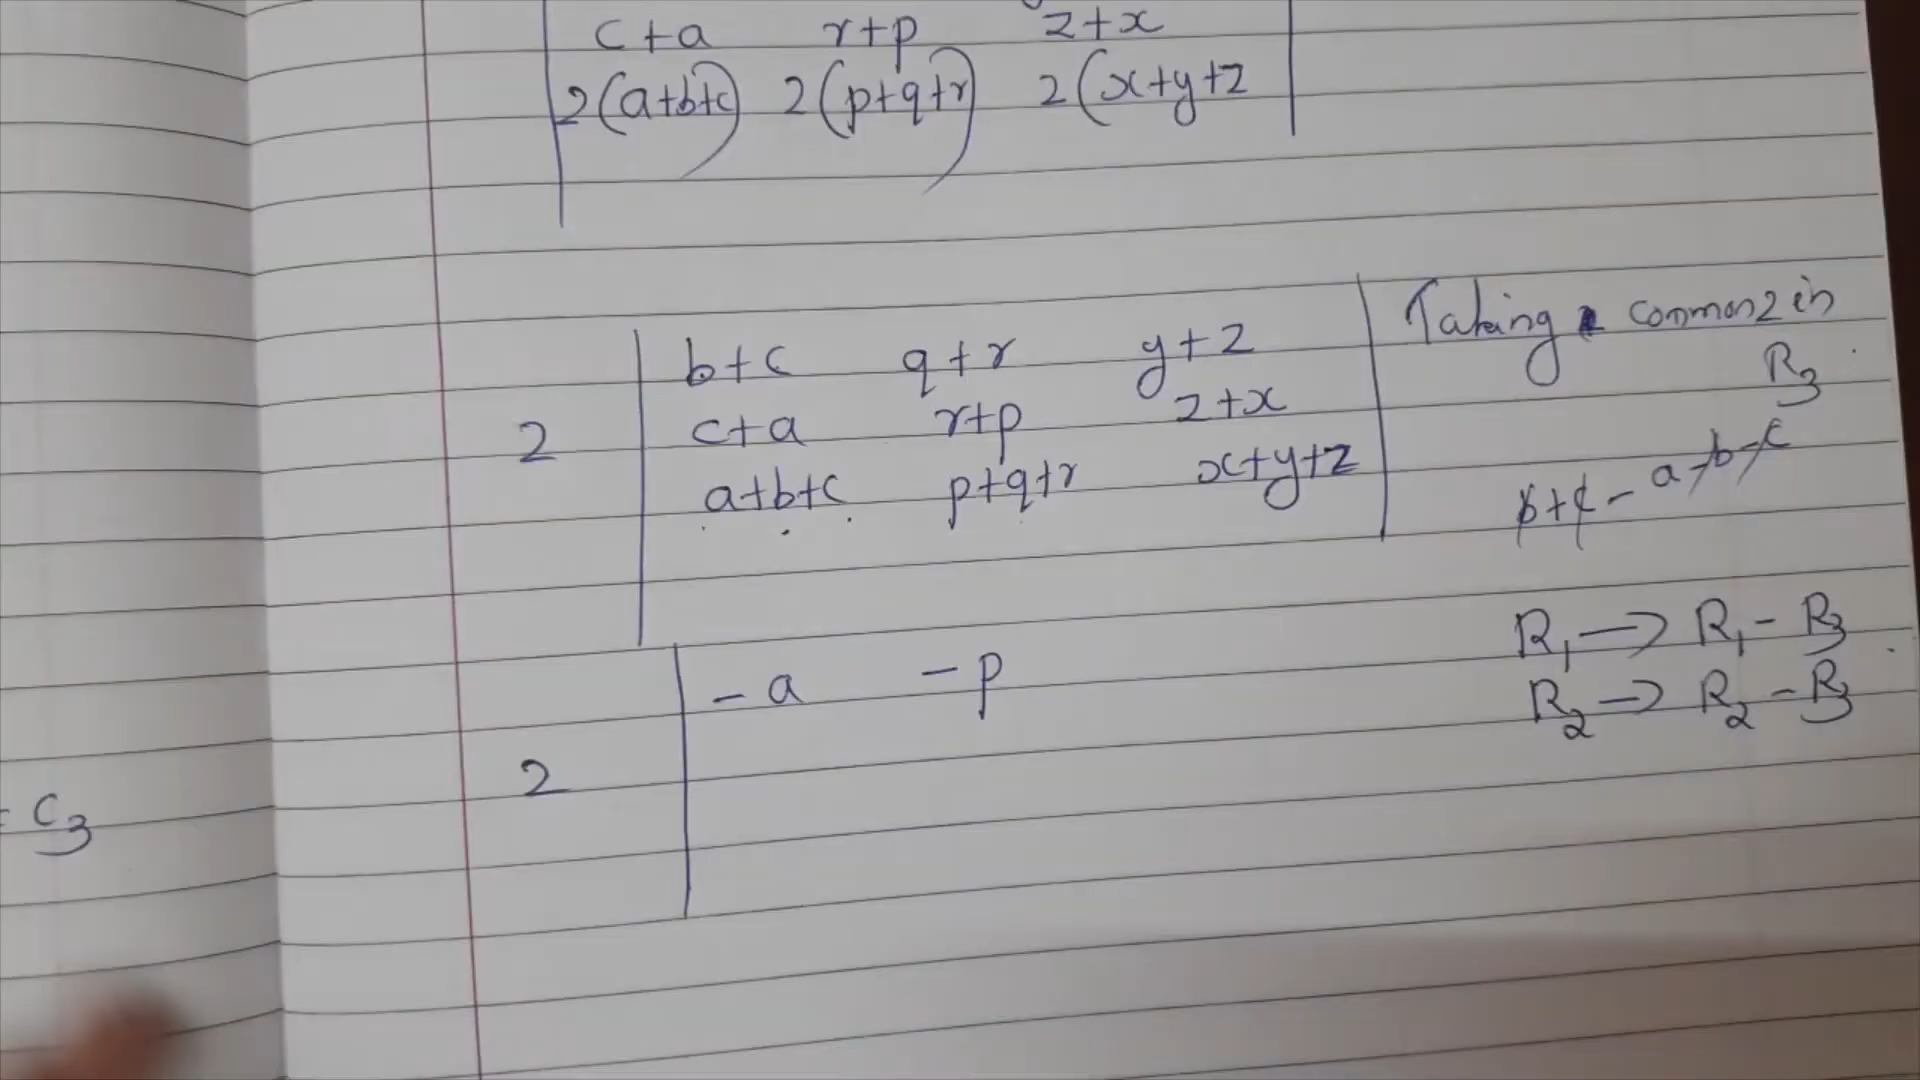 c+a r+p z+x
2(a+b+c) 2(p+q+r) 2(x+y+z
b+c q+r y+z Taking common 2 in
R3
2 c+a r+p z+x
a+b+c p+q+r x+y+z b+c - a-b-c
R1 → R1 - R3
-a -p R2 → R2 - R3
2
C3